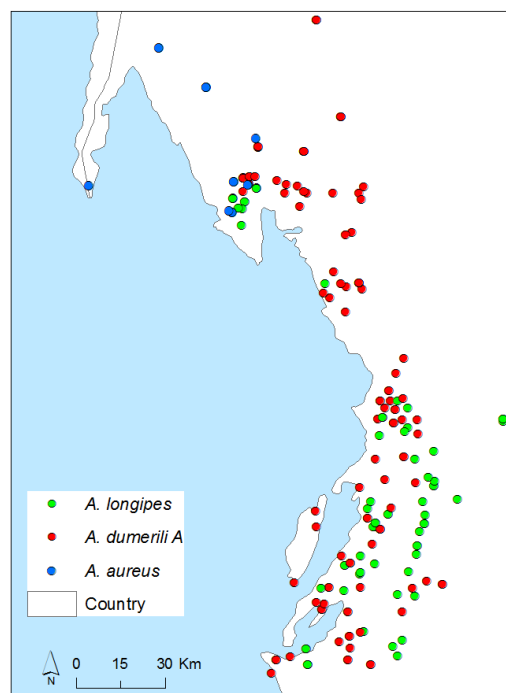 A. longipes
A. dumerili A
A. aureus
Country
N
0 15 30 Km